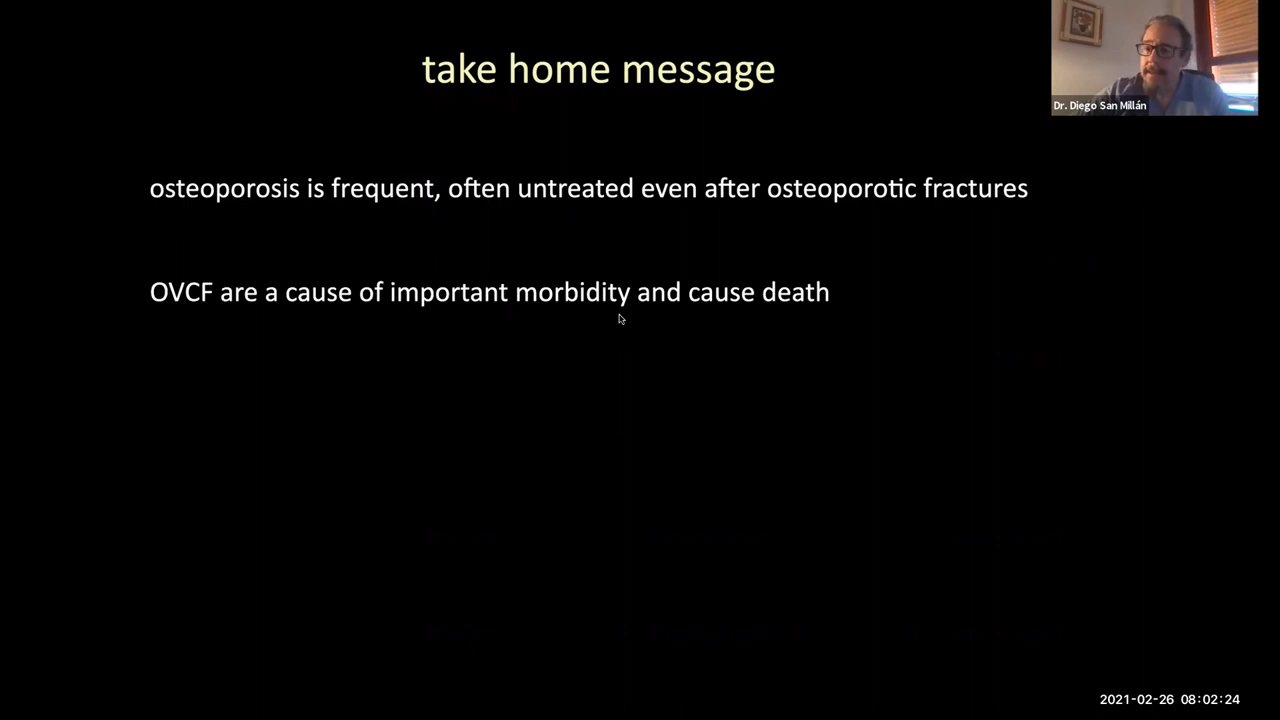 take home message
Dr. Diego San Millán
osteoporosis is frequent, often untreated even after osteoporotic fractures
OVCF are a cause of important morbidity and cause death
2021-02-26 08:02:24